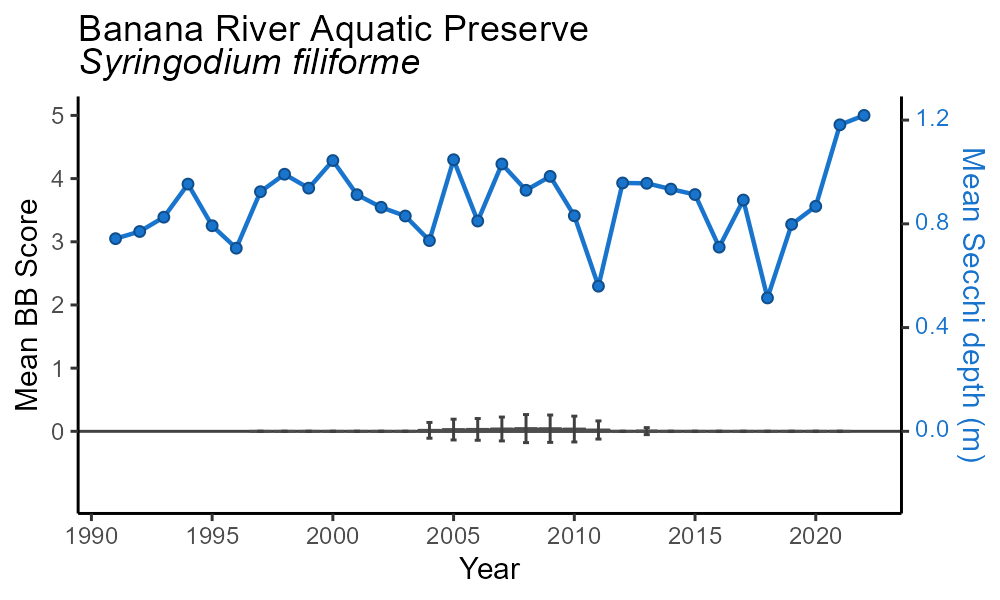 Banana River Aquatic Preserve
Syringodium filiforme
Mean BB Score
5
4
3
2
1
0
1.2
0.8
0.4
0.0
Mean Secchi depth (m)
1990 1995 2000 2005 2010 2015 2020
Year